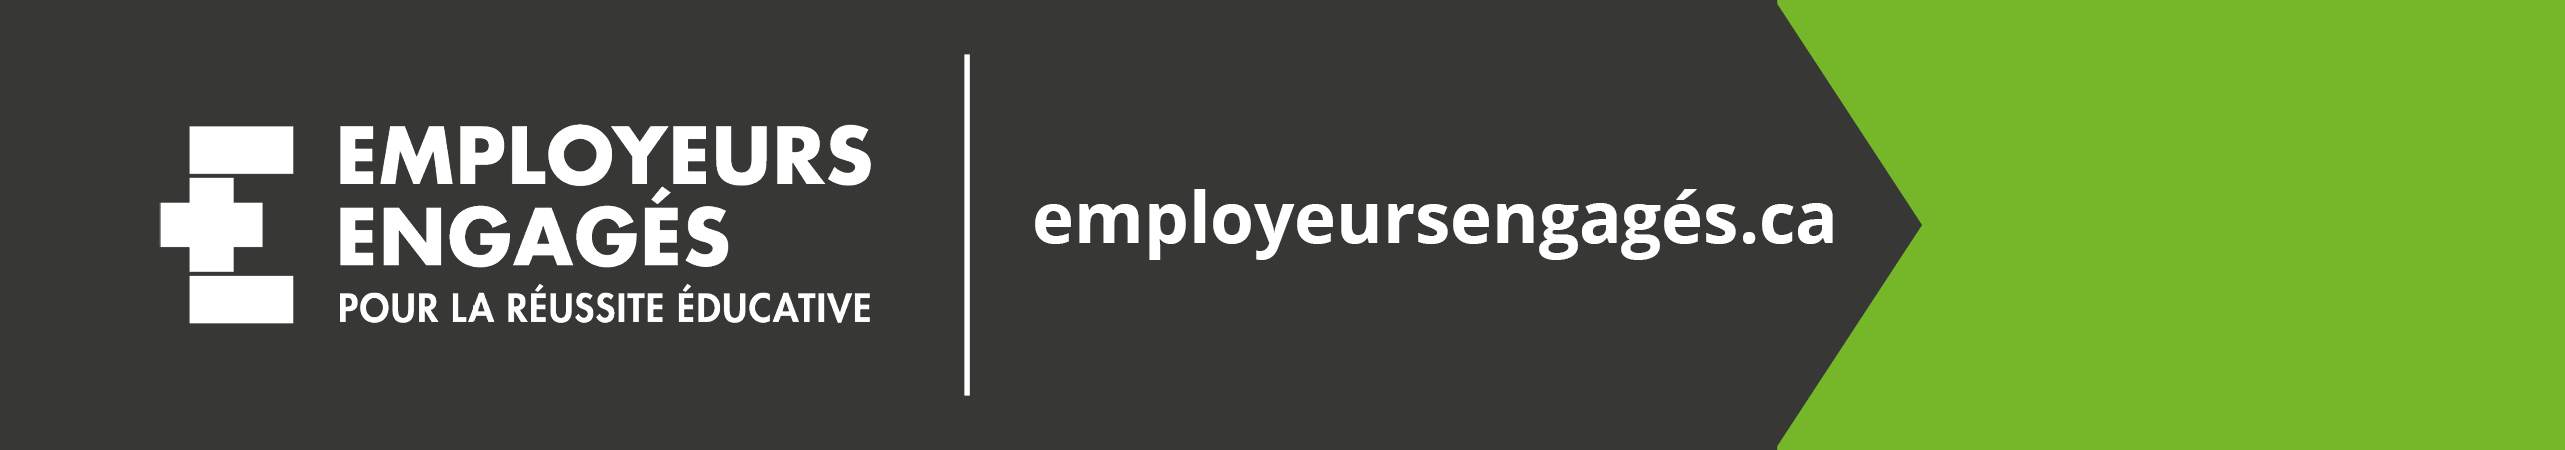 EMPLOYEURS
ENGAGÉS
POUR LA RÉUSSITE ÉDUCATIVE
employeursengagés.ca